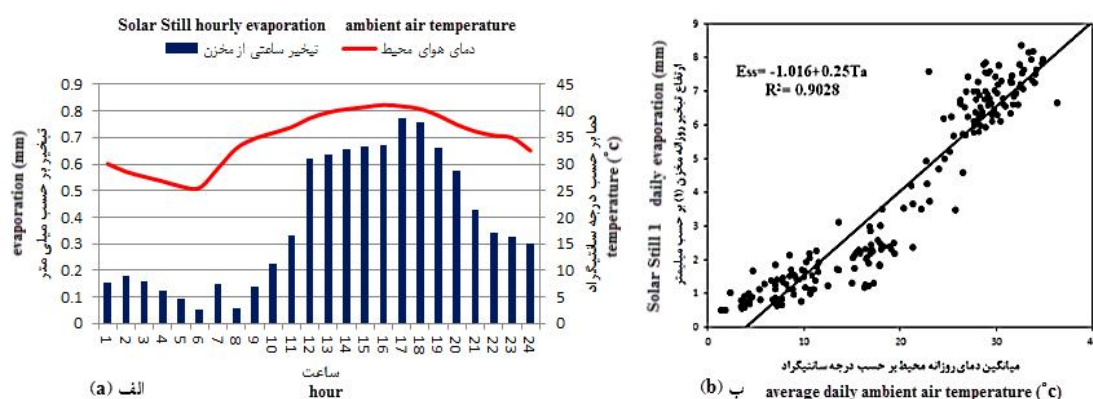 Solar Still hourly evaporation ambient air temperature
تبخیر ساعتی از مخزن دمای هوای محیط
evaporation (mm)
تبخیر بر حسب میلی متر
0.9
0.8
0.7
0.6
0.5
0.4
0.3
0.2
0.1
0
45
40
35
30
25
20
15
10
5
0
دما بر حسب درجه سانتیگراد
temperature (°c)
1 2 3 4 5 6 7 8 9 10 11 12 13 14 15 16 17 18 19 20 21 22 23 24
ساعت
hour
(a) الف
Solar Still 1 daily evaporation (mm)
ارتفاع تبخیر روزانه مخزن (۱) بر حسب میلیمتر
9
8
7
6
5
4
3
2
1
0
Ess= -1.016+0.25Ta
R²= 0.9028
0 10 20 30 4
میانگین دمای روزانه محیط بر حسب درجه سانتیگراد
average daily ambient air temperature (°c)
(b) ب